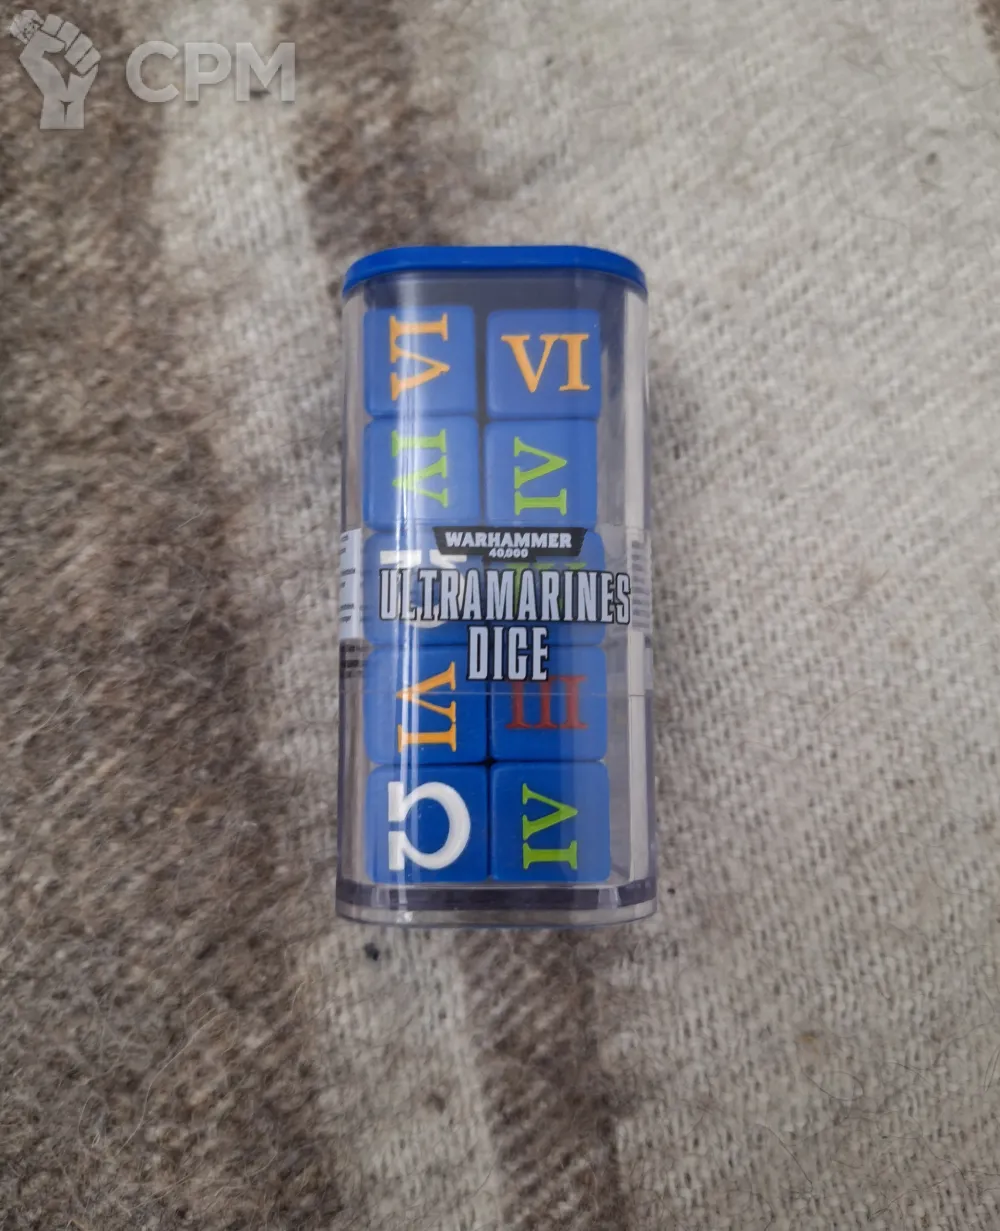 CPM
VI VI
IV IV
WARHAMMER
40,000
ULTRAMARINES
DICE
VI III
Ω IV